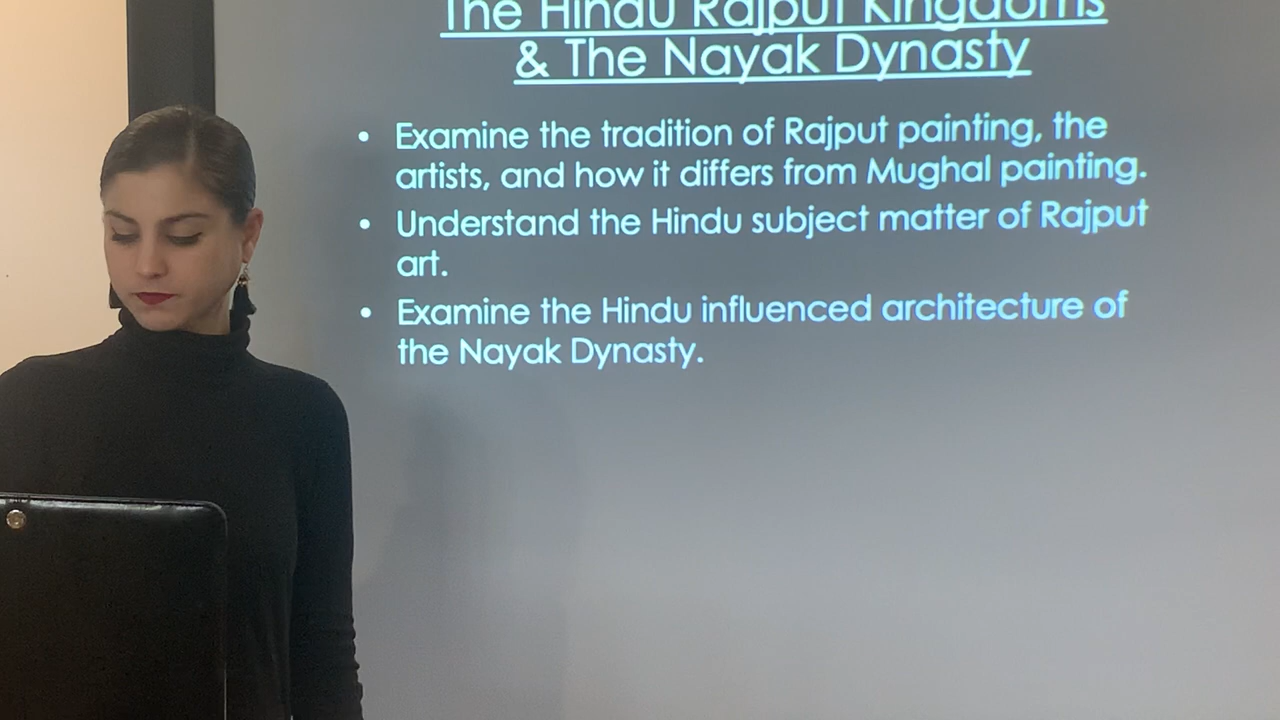 The Hindu Rajput Kingdoms
& The Nayak Dynasty
• Examine the tradition of Rajput painting, the
artists, and how it differs from Mughal painting.
• Understand the Hindu subject matter of Rajput
art.
• Examine the Hindu influenced architecture of
the Nayak Dynasty.